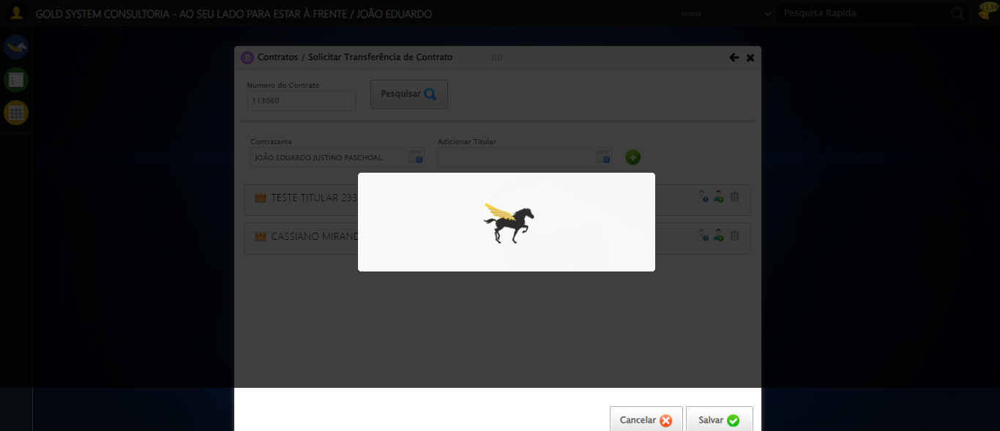 GOLD SYSTEM CONSULTORIA - AO SEU LADO PARA ESTAR À FRENTE / JOÃO EDUARDO
Nome
Pesquisa Rapida
213
Contratos / Solicitar Transferência de Contrato
Numero do Contrato
113060
Pesquisar
Contratante
Adicionar Titular
JOÃO EDUARDO JUSTINO PASCHOAL
TESTE TITULAR 233
CASSIANO MIRAND
Cancelar
Salvar